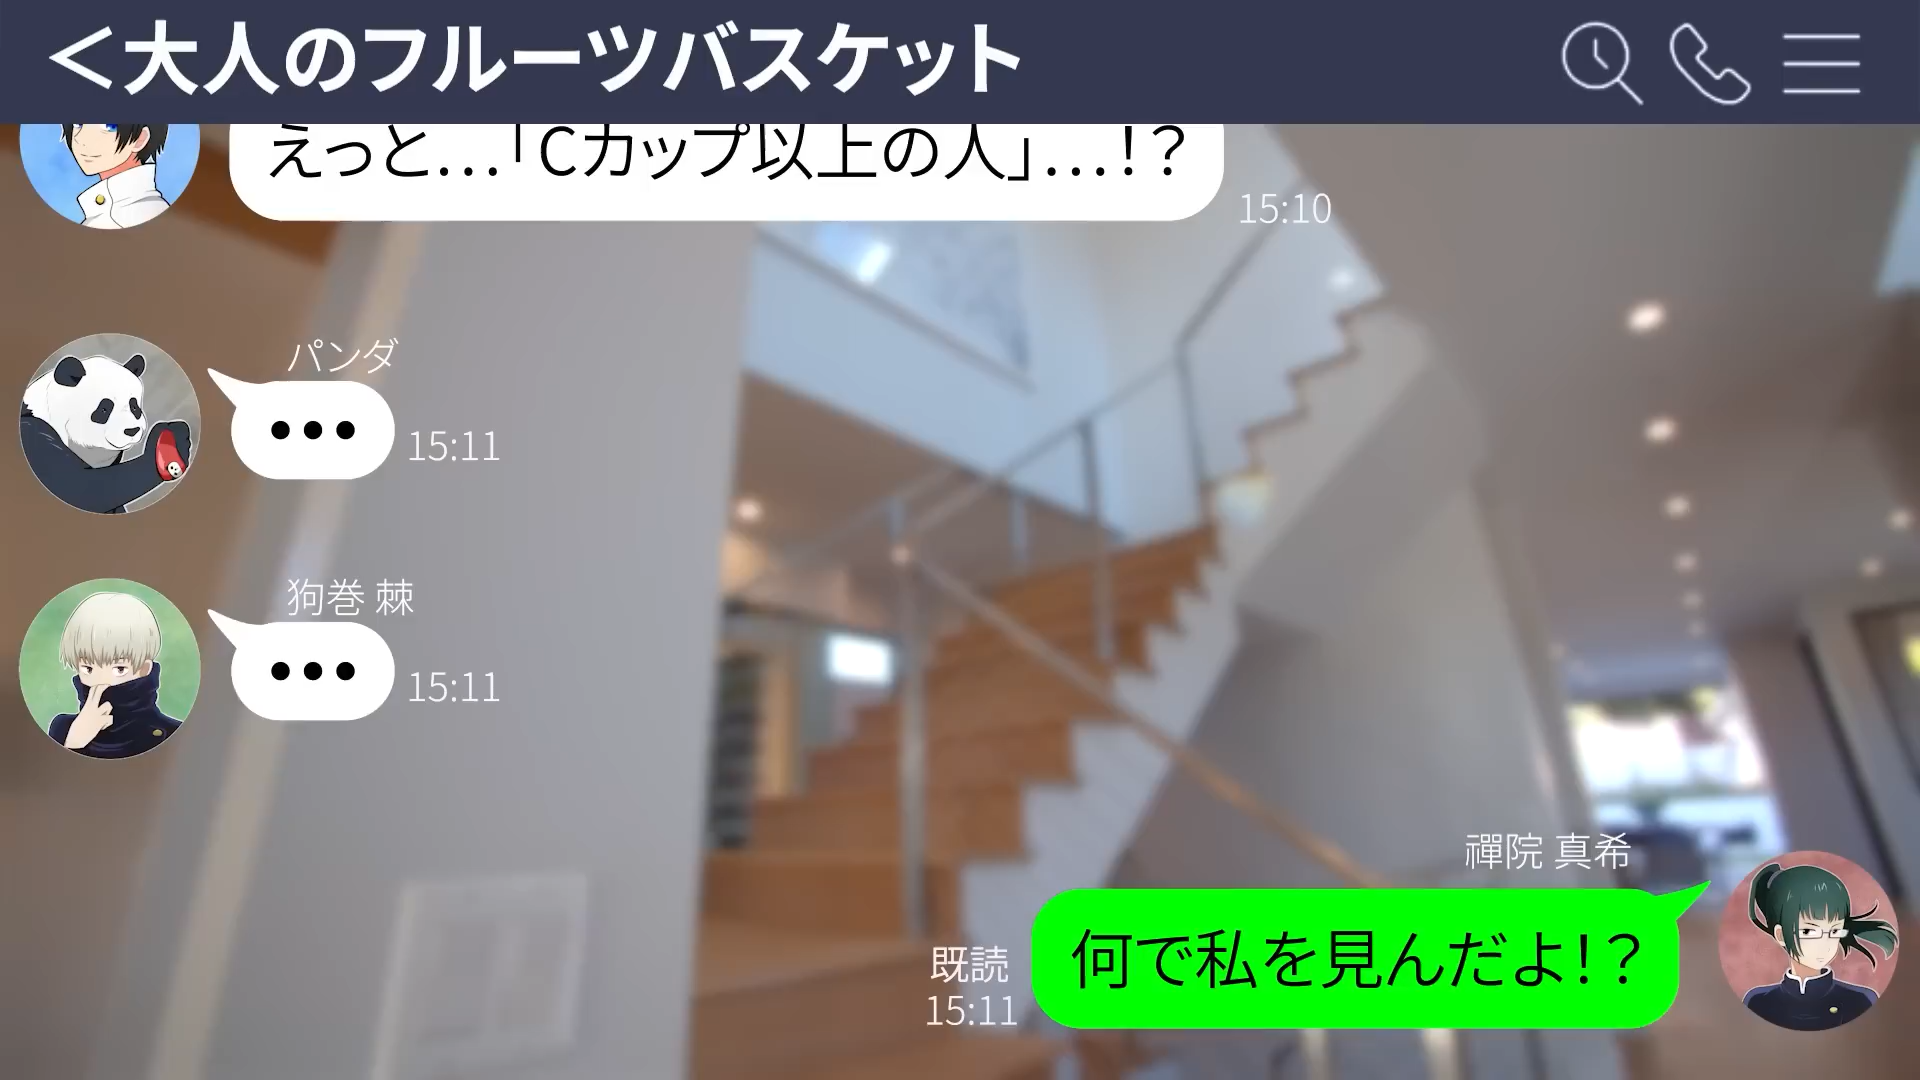 ＜大人のフルーツバスケット
えっと…「Cカップ以上の人」…！？
15:10
パンダ
•••
15:11
狗巻 棘
•••
15:11
禪院 真希
何で私を見んだよ！？
既読
15:11